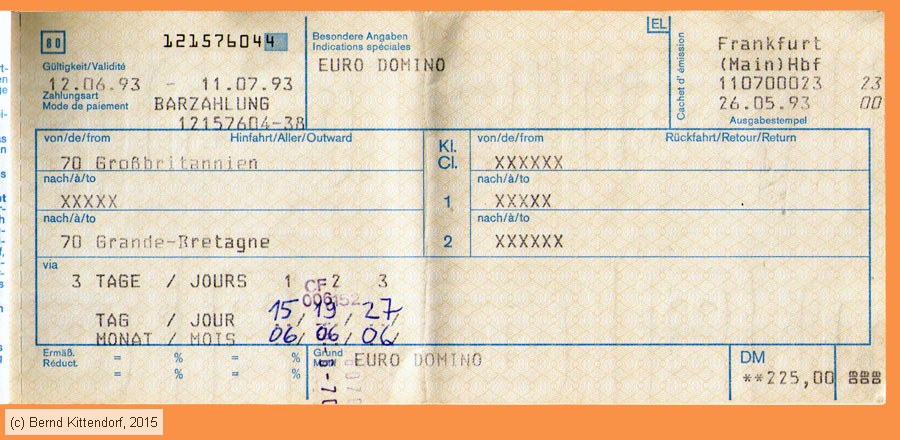 80
12157604 4
EL
Gültigkeit/Validité
12.06.93 - 11.07.93
Zahlungsart
Mode de paiement BARZAHLUNG
12157604-38
Besondere Angaben
Indications spéciales
EURO DOMINO
Cachet d' émission
Frankfurt
(Main)Hbf
110700023 23
26.05.93 00
Ausgabestempel
von/de/from Hinfahrt/Aller/Outward Kl. von/de/from Rückfahrt/Retour/Return
70 Großbritannien Cl. XXXXXX
nach/à/to nach/à/to
XXXXX 1 XXXXX
nach/à/to nach/à/to
70 Grande-Bretagne 2 XXXXXX
via
3 TAGE / JOURS 1 2 3
CF
006152
TAG / JOUR 15/ 19/ 27/
MONAT / MOIS 06/ 06/ 06/
Ermäß. = % = % Grund EURO DOMINO DM
Réduct. = % = % Motif **225,00
(c) Bernd Kittendorf, 2015